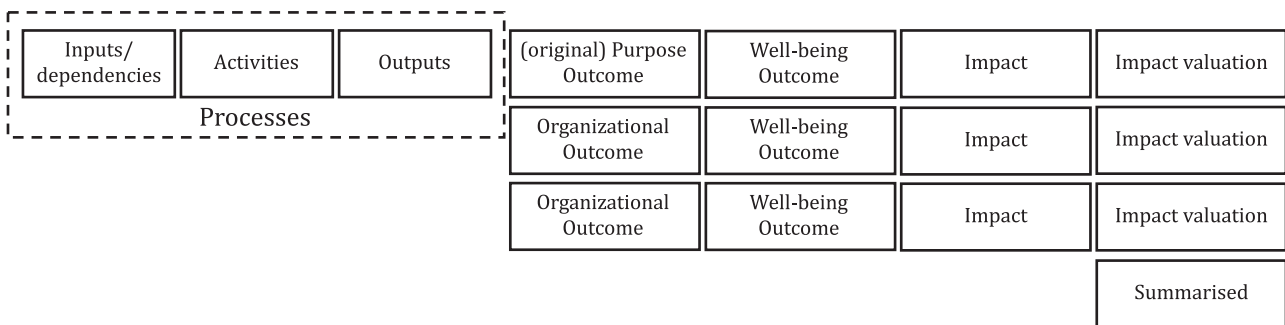 Inputs/
dependencies
Activities
Outputs
Processes
(original) Purpose
Outcome
Well-being
Outcome
Impact
Impact valuation
Organizational
Outcome
Well-being
Outcome
Impact
Impact valuation
Organizational
Outcome
Well-being
Outcome
Impact
Impact valuation
Summarised